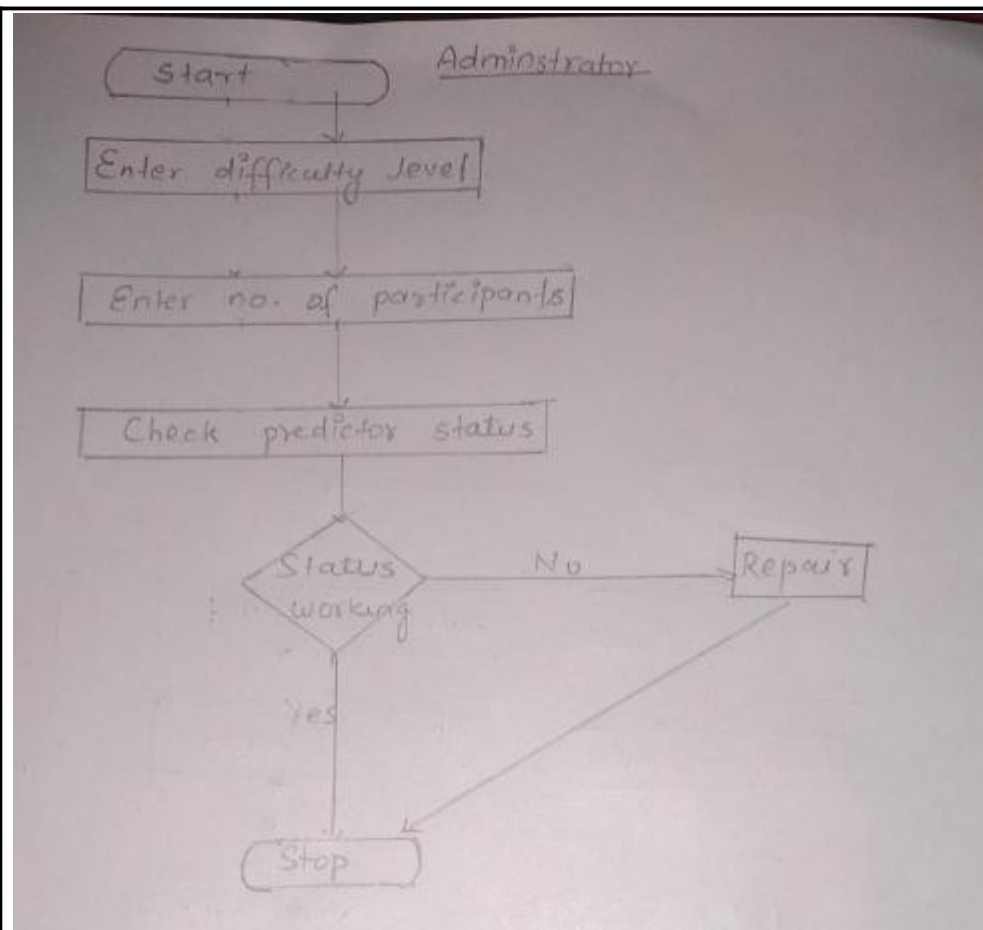 Adminstrator
Start
Enter difficulty level
Enter no. of participants
Check predictor status
Status
working
No
Repair
Yes
Stop